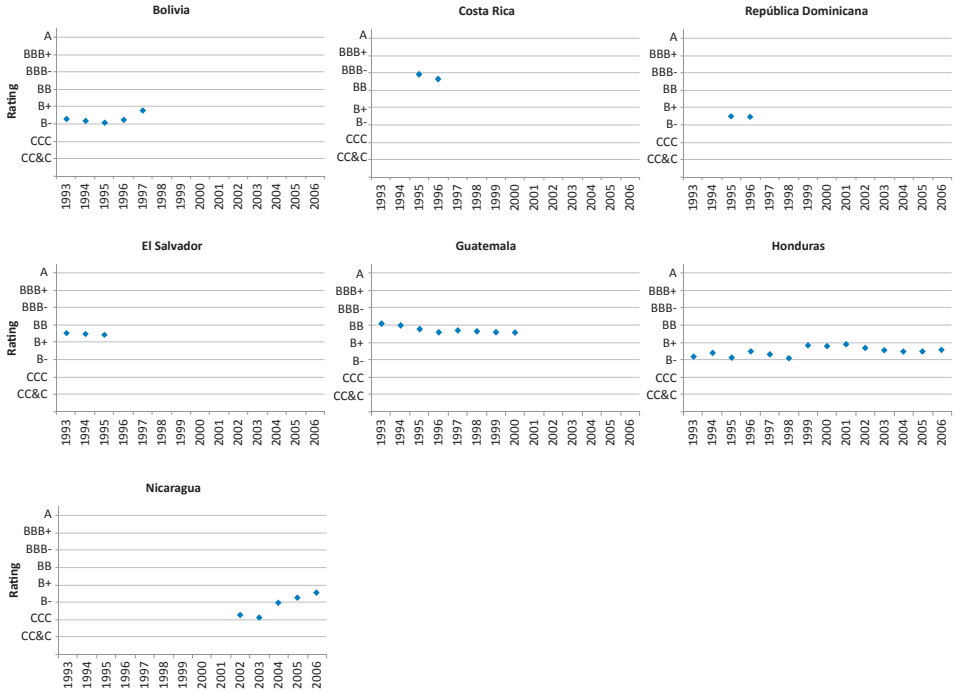 Bolivia
Rating
A
BBB+
BBB-
BB
B+
B-
CCC
CC&C
1993 1994 1995 1996 1997 1998 1999 2000 2001 2002 2003 2004 2005 2006
Costa Rica
A
BBB+
BBB-
BB
B+
B-
CCC
CC&C
1993 1994 1995 1996 1997 1998 1999 2000 2001 2002 2003 2004 2005 2006
República Dominicana
A
BBB+
BBB-
BB
B+
B-
CCC
CC&C
1993 1994 1995 1996 1997 1998 1999 2000 2001 2002 2003 2004 2005 2006
El Salvador
Rating
A
BBB+
BBB-
BB
B+
B-
CCC
CC&C
1993 1994 1995 1996 1997 1998 1999 2000 2001 2002 2003 2004 2005 2006
Guatemala
A
BBB+
BBB-
BB
B+
B-
CCC
CC&C
1993 1994 1995 1996 1997 1998 1999 2000 2001 2002 2003 2004 2005 2006
Honduras
A
BBB+
BBB-
BB
B+
B-
CCC
CC&C
1993 1994 1995 1996 1997 1998 1999 2000 2001 2002 2003 2004 2005 2006
Nicaragua
Rating
A
BBB+
BBB-
BB
B+
B-
CCC
CC&C
1993 1994 1995 1996 1997 1998 1999 2000 2001 2002 2003 2004 2005 2006